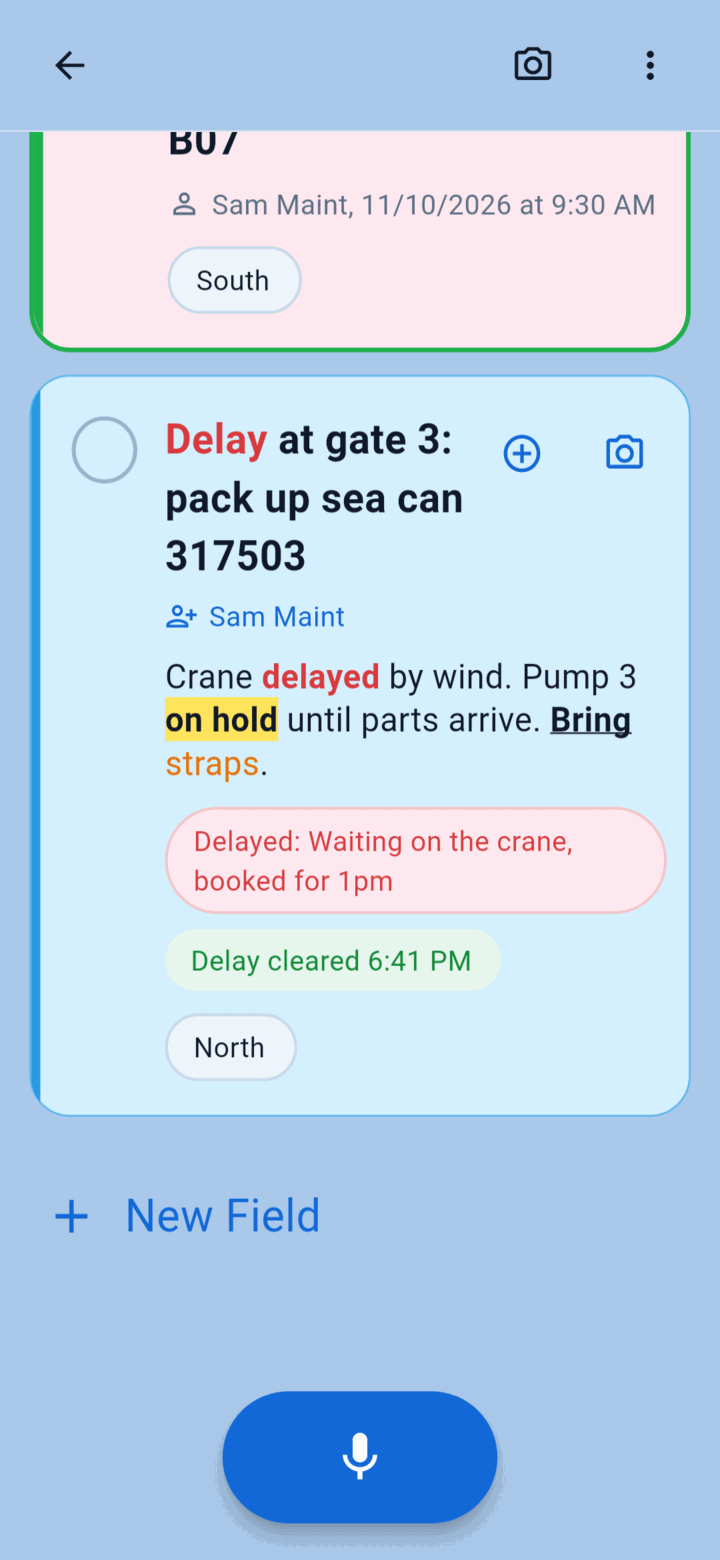 B07
Sam Maint, 11/10/2026 at 9:30 AM
South
Delay at gate 3:
pack up sea can
317503
Sam Maint
Crane delayed by wind. Pump 3
on hold until parts arrive. Bring
straps.
Delayed: Waiting on the crane,
booked for 1pm
Delay cleared 6:41 PM
North
New Field